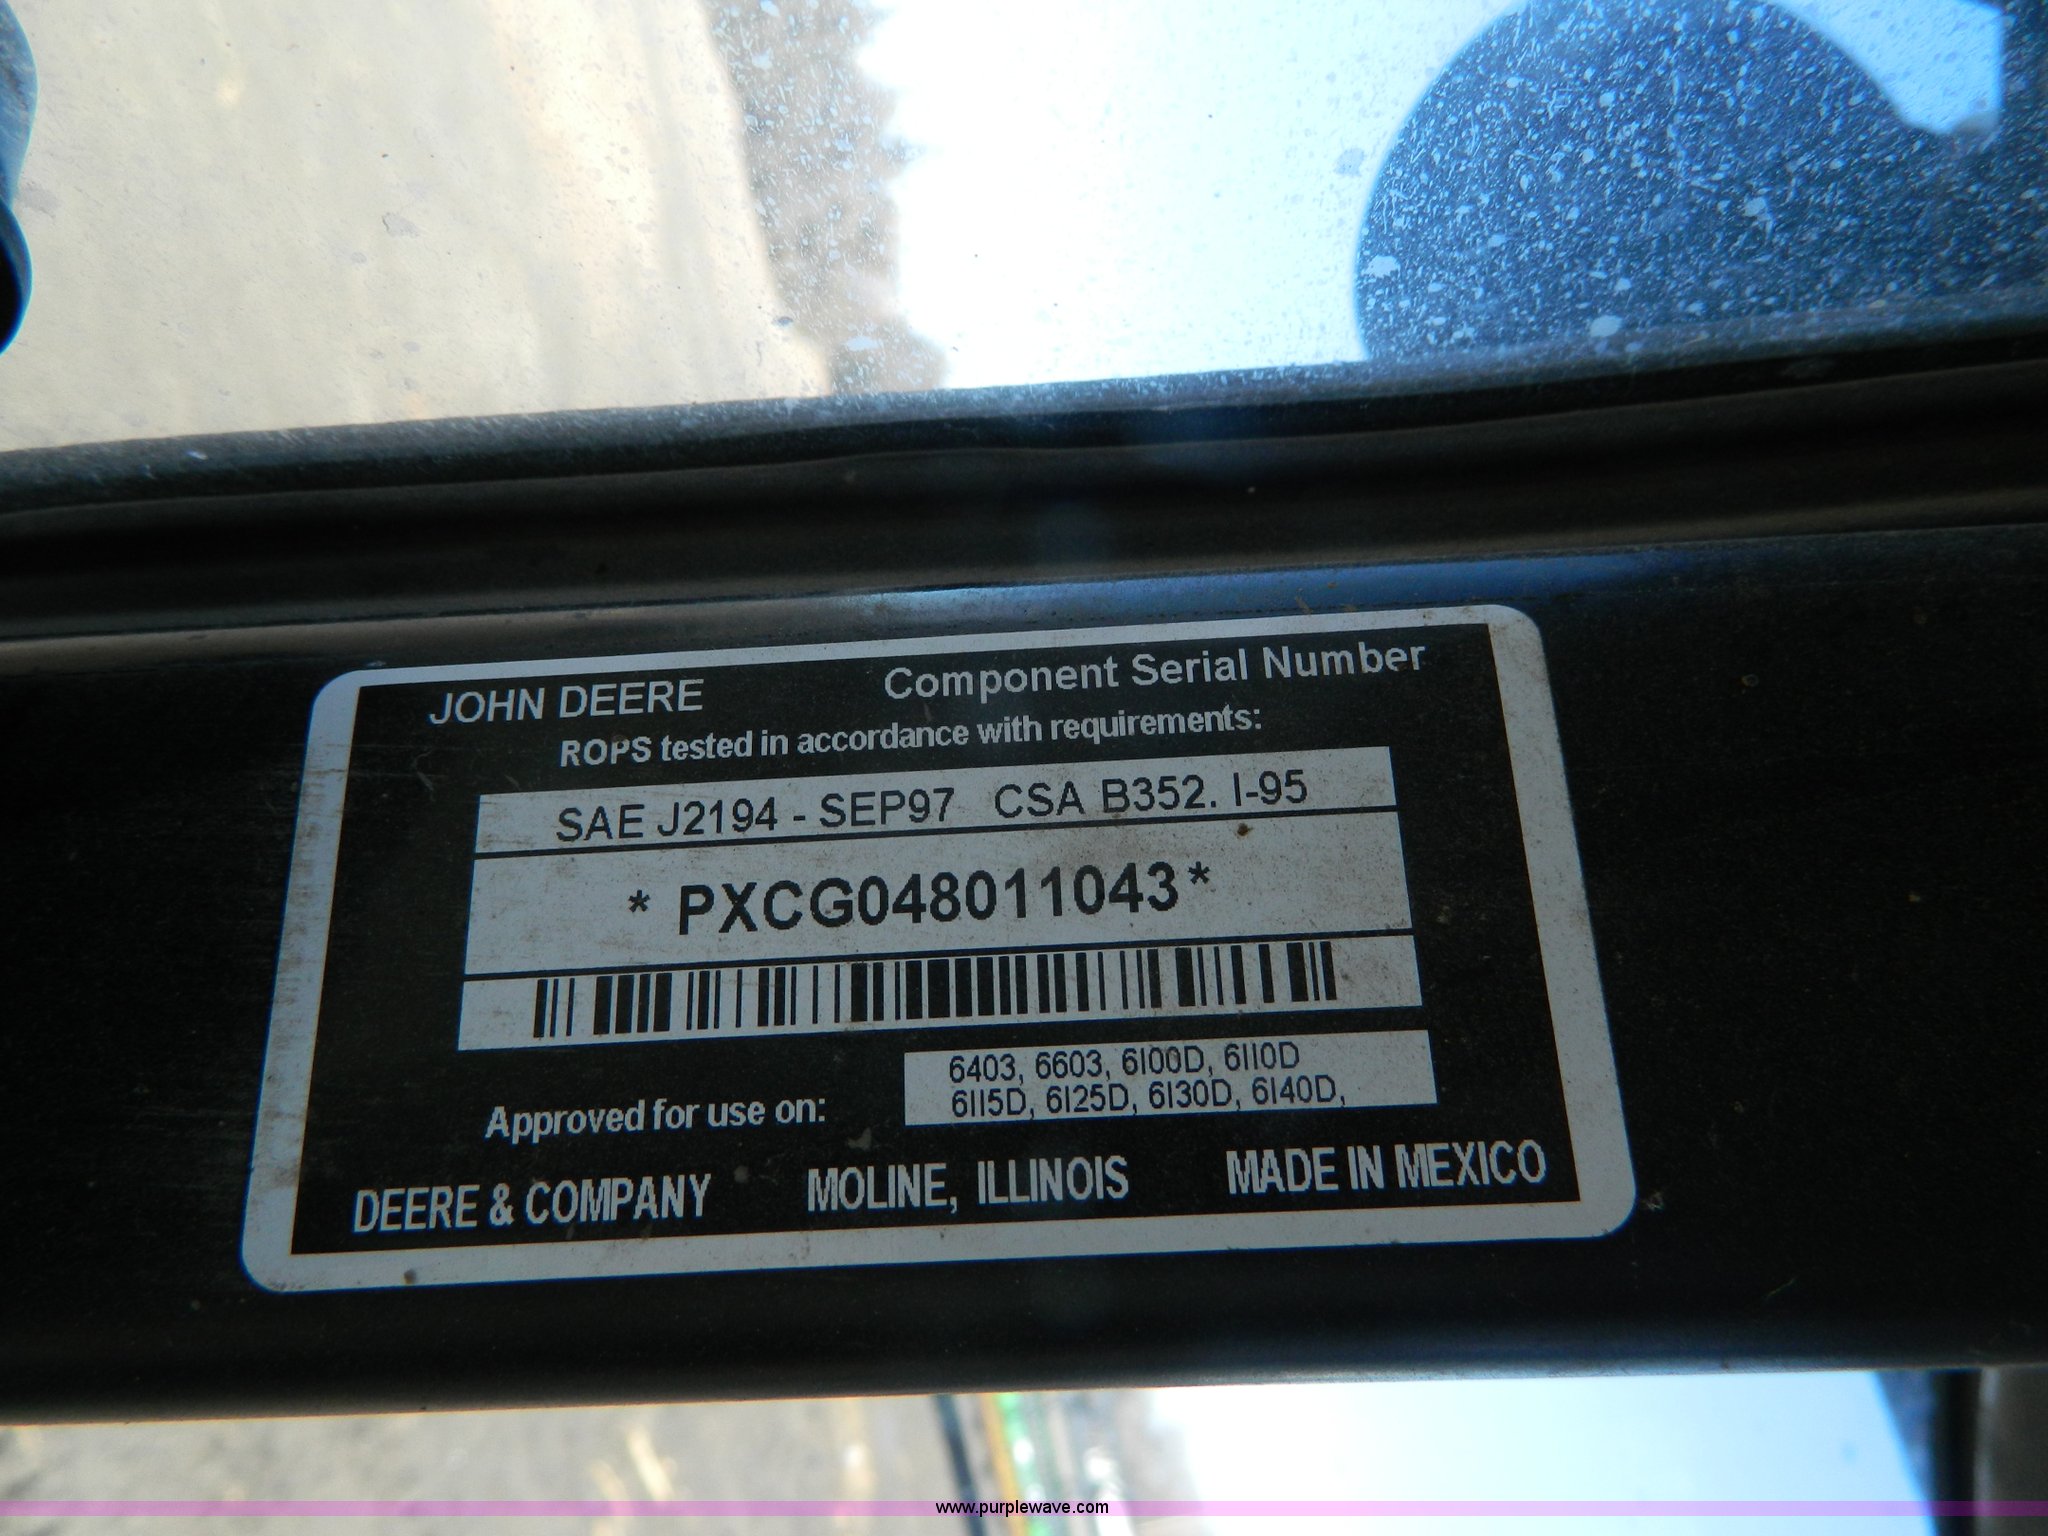 JOHN DEERE Component Serial Number
ROPS tested in accordance with requirements:
SAE J2194 - SEP97 CSA B352. I-95
* PXCG048011043*
Approved for use on:
6403, 6603, 6100D, 6110D
6115D, 6125D, 6130D, 6140D,
DEERE & COMPANY MOLINE, ILLINOIS MADE IN MEXICO
www.purplewave.com